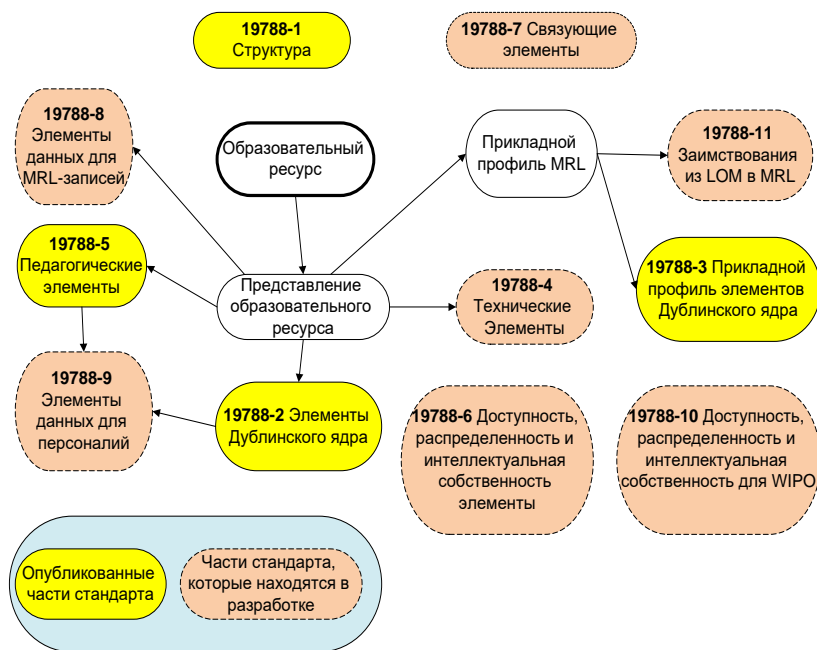 19788-1
Структура
19788-7 Связующие
элементы
19788-8
Элементы
данных для
MRL-записей
Образовательный
ресурс
Прикладной
профиль MRL
19788-11
Заимствования
из LOM в MRL
19788-5
Педагогические
элементы
Представление
образовательного
ресурса
19788-4
Технические
Элементы
19788-3 Прикладной
профиль элементов
Дублинского ядра
19788-9
Элементы
данных для
персоналий
19788-2 Элементы
Дублинского ядра
19788-6 Доступность,
распределенность и
интеллектуальная
собственность
элементы
19788-10 Доступность,
распределенность и
интеллектуальная
собственность для WIPO
Опубликованные
части стандарта
Части стандарта,
которые находятся в
разработке